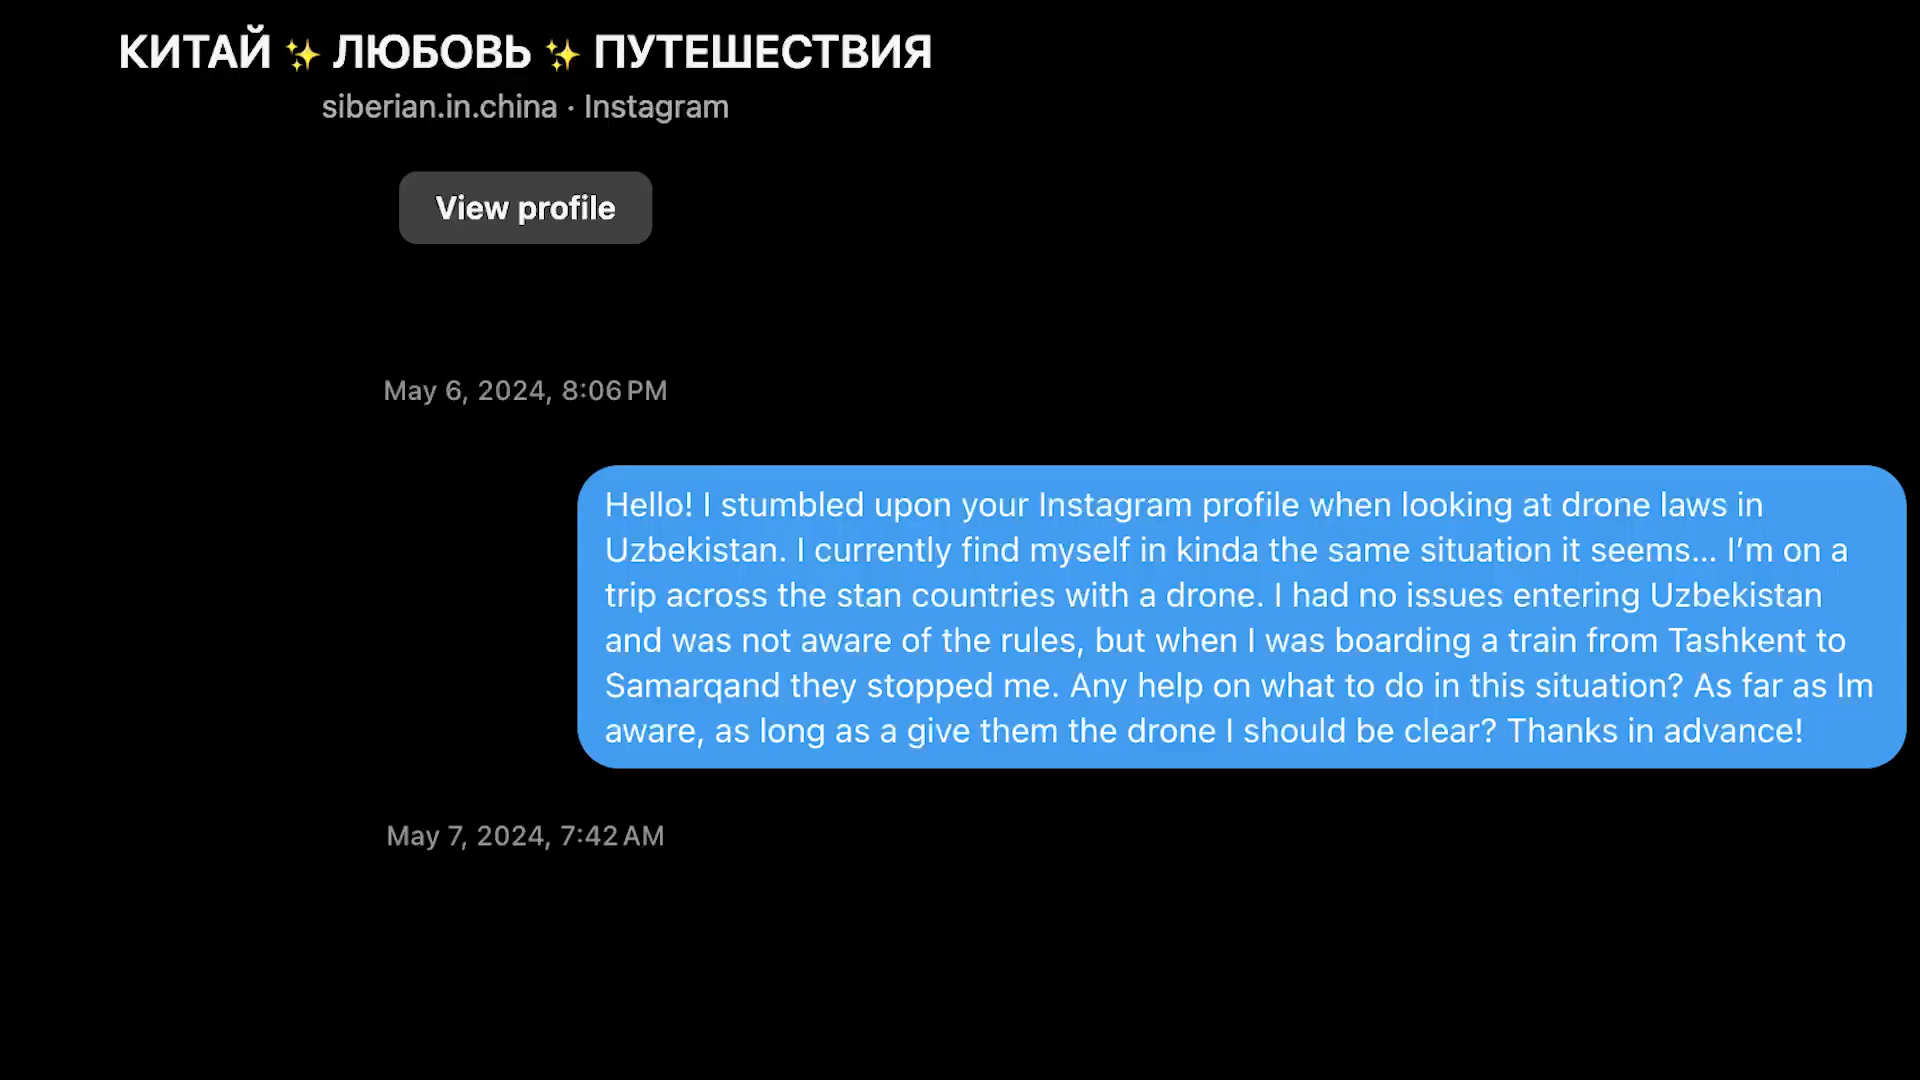 КИТАЙ ✨ ЛЮБОВЬ ✨ ПУТЕШЕСТВИЯ
siberian.in.china · Instagram
View profile
May 6, 2024, 8:06 PM
Hello! I stumbled upon your Instagram profile when looking at drone laws in
Uzbekistan. I currently find myself in kinda the same situation it seems... I’m on a
trip across the stan countries with a drone. I had no issues entering Uzbekistan
and was not aware of the rules, but when I was boarding a train from Tashkent to
Samarqand they stopped me. Any help on what to do in this situation? As far as Im
aware, as long as a give them the drone I should be clear? Thanks in advance!
May 7, 2024, 7:42 AM